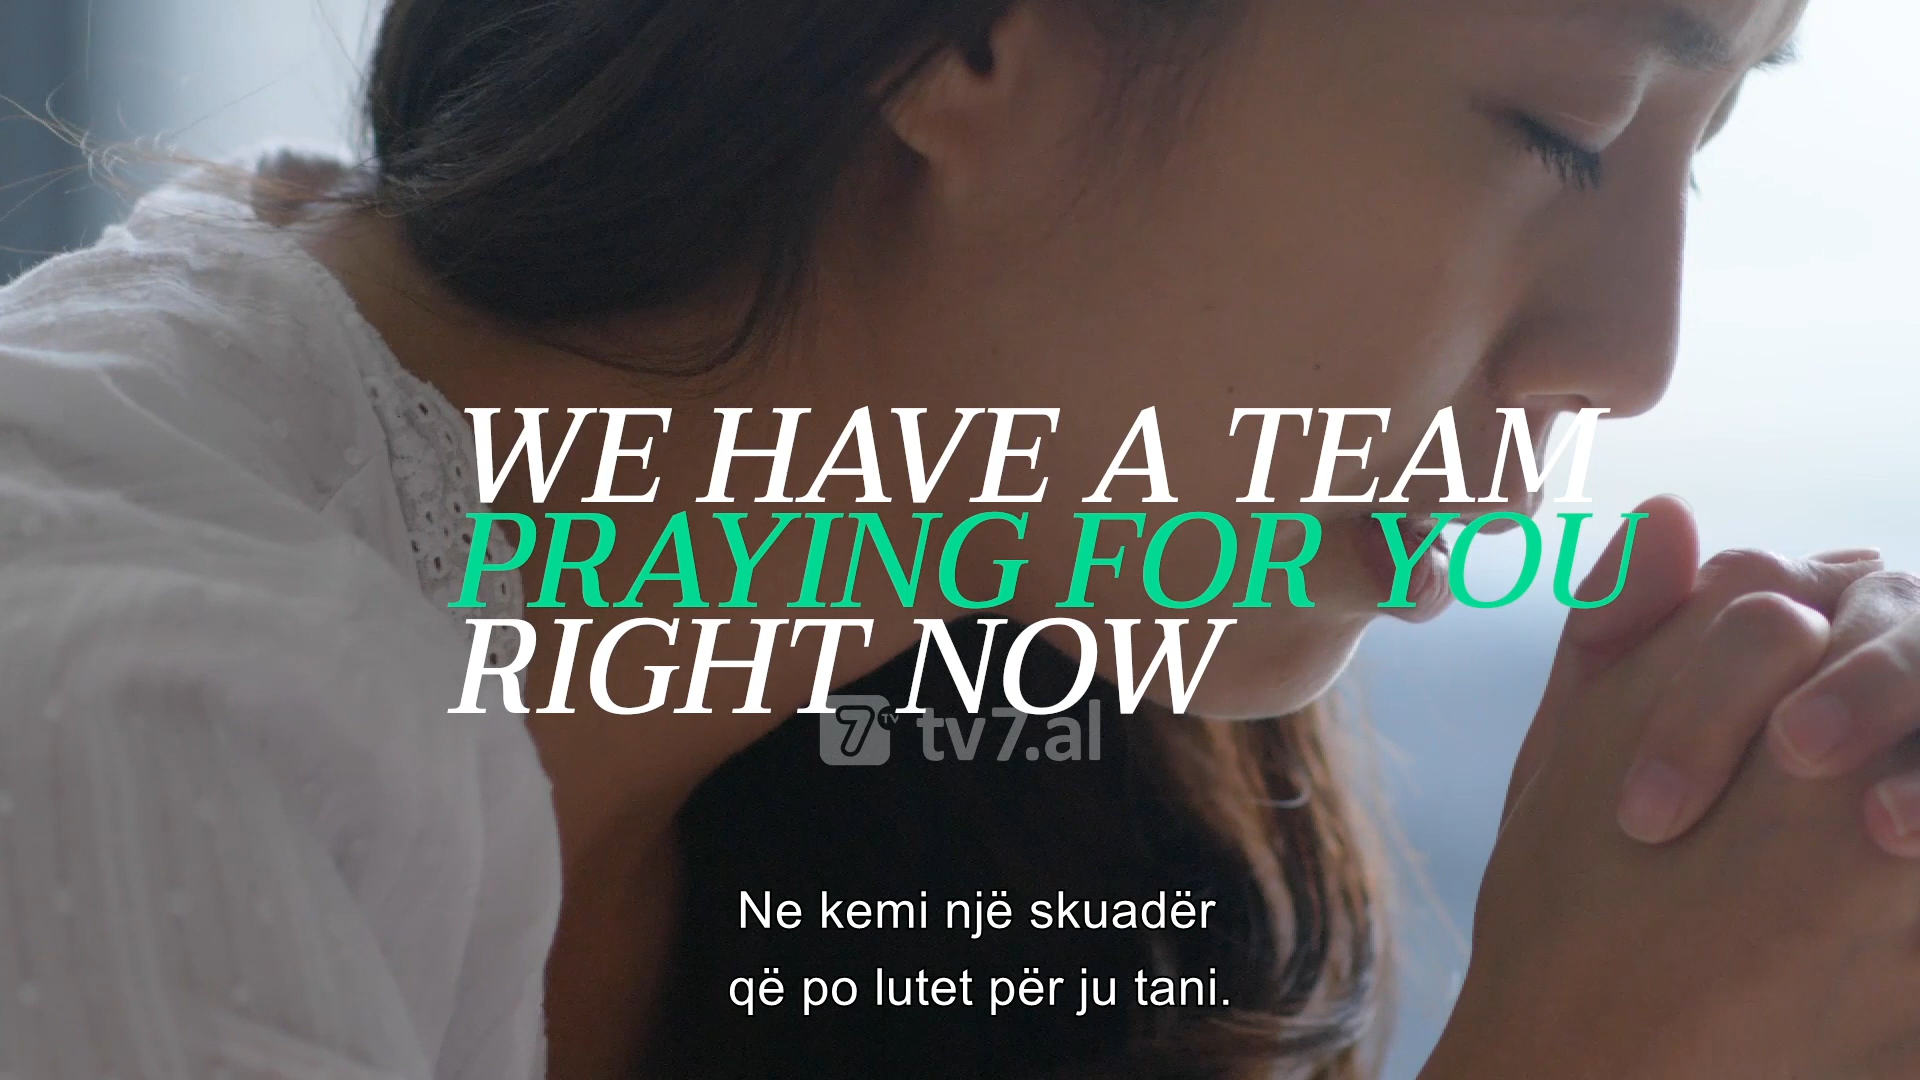 WE HAVE A TEAM
PRAYING FOR YOU
RIGHT NOW
7 TV tv7.al
Ne kemi një skuadër
që po lutet për ju tani.